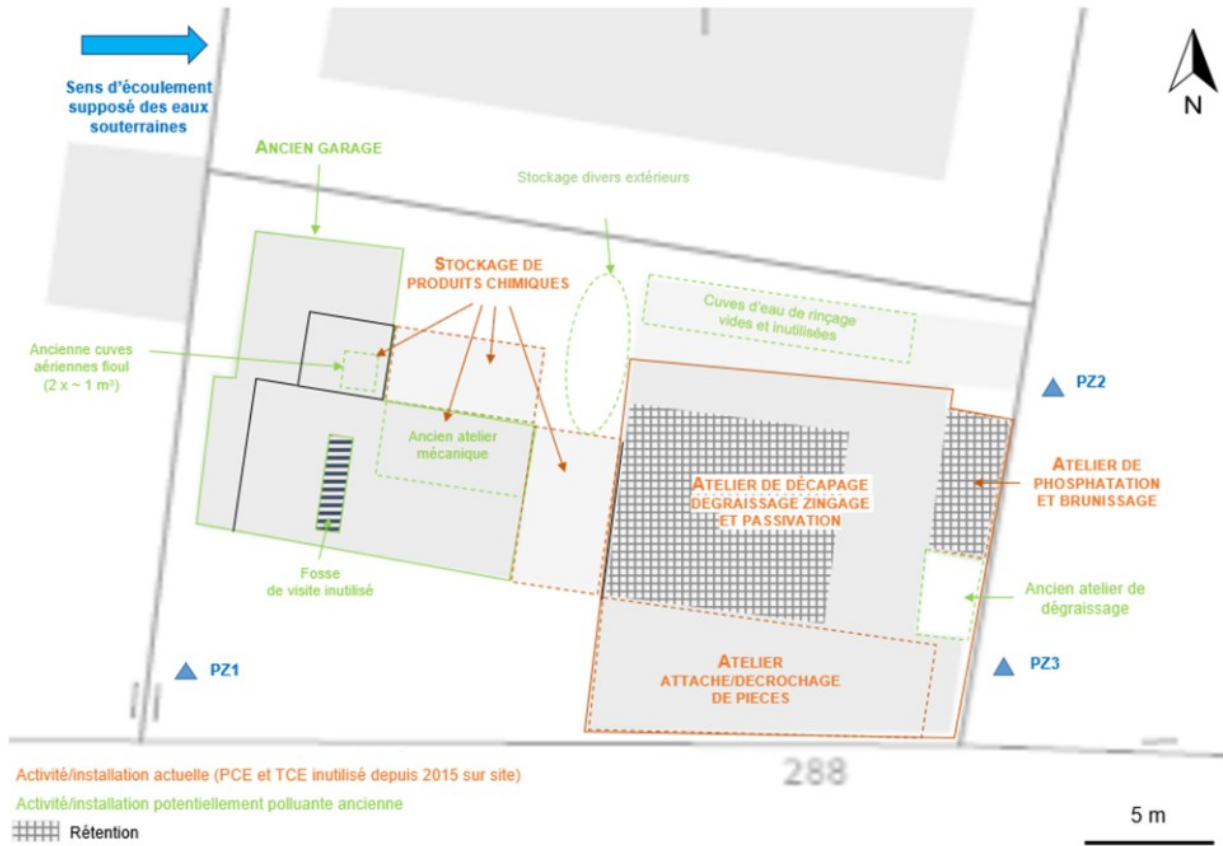 Sens d'écoulement
supposé des eaux
souterraines
N
ANCIEN GARAGE
Stockage divers extérieurs
STOCKAGE DE
PRODUITS CHIMIQUES
Cuves d'eau de rinçage
vides et inutilisées
Ancienne cuves
aériennes fioul
(2 x ~ 1 m³)
PZ2
Ancien atelier
mécanique
ATELIER DE DÉCAPAGE
DEGRAISSAGE ZINGAGE
ET PASSIVATION
ATELIER DE
PHOSPHATATION
ET BRUNISSAGE
Fosse
de visite inutilisé
Ancien atelier de
dégraissage
PZ1
ATELIER
ATTACHE/DECROCHAGE
DE PIECES
PZ3
288
Activité/installation actuelle (PCE et TCE inutilisé depuis 2015 sur site)
Activité/installation potentiellement polluante ancienne
Rétention
5 m